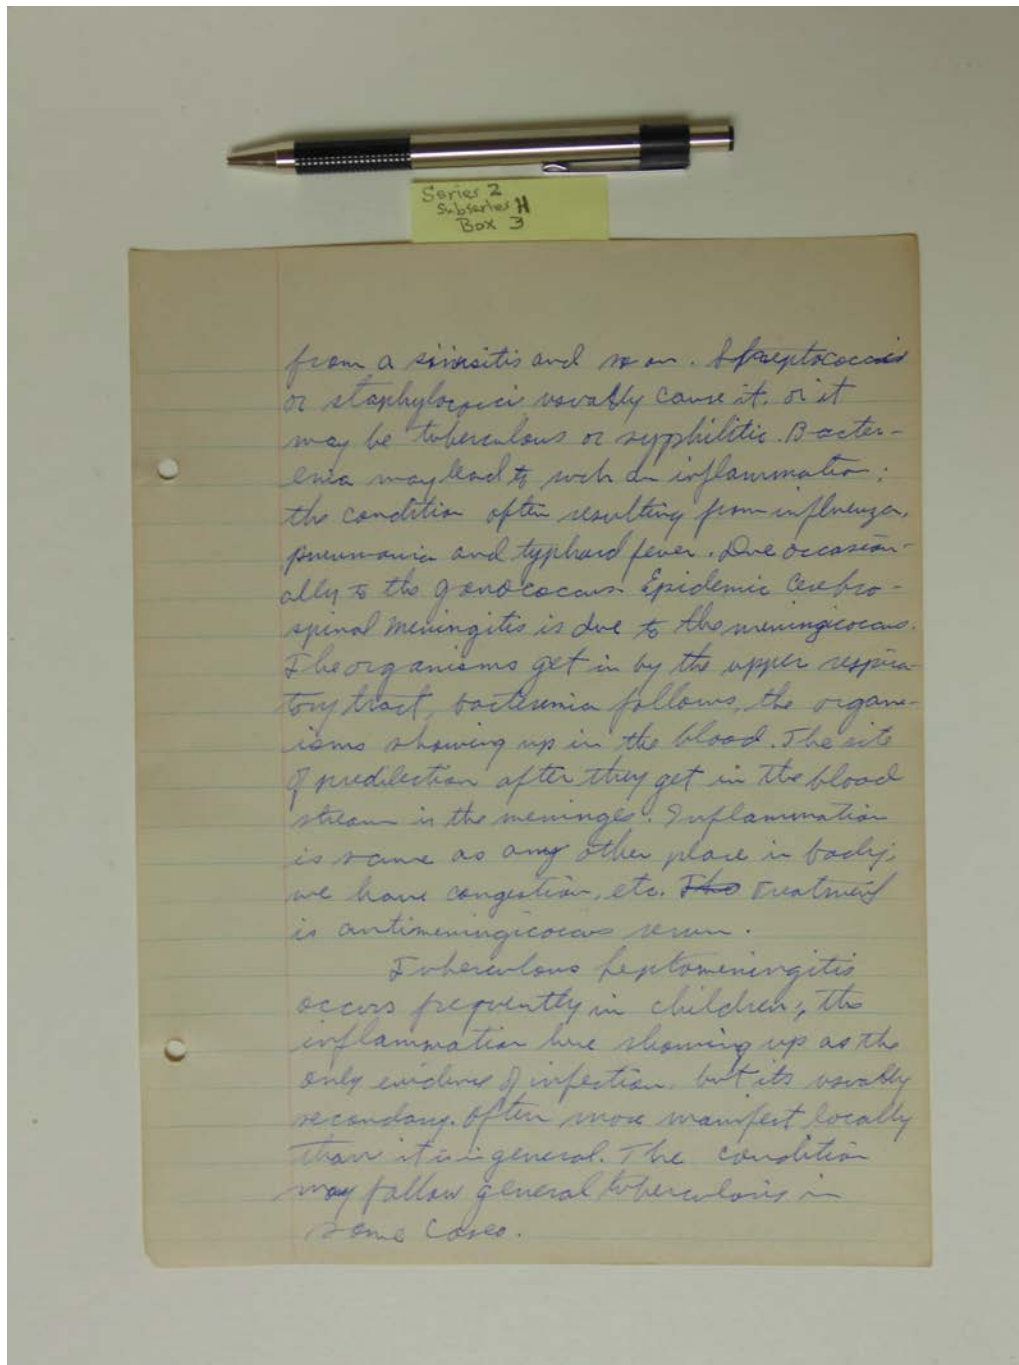 Series 2
Subseries H
Box 3
from a sinusitis and so on. Streptococcus
or staphylococci usually cause it, or it
may be tuberculous or syphilitic. Bacter-
emia may lead to such an inflammation;
the condition often resulting from influenza,
pneumonia and typhoid fever. Due occasion-
ally to the gonococcus. Epidemic Cerebro-
spinal meningitis is due to the meningicoccus.
The organisms get in by the upper respira-
tory tract, bacteremia follows, the organ-
isms showing up in the blood. The site
of predilection after they get in the blood
stream is the meninges. Inflammation
is same as any other place in body;
we have congestion, etc. The Treatment
is antimeningicoccus serum.
Tuberculous leptomeningitis
occurs frequently in children, the
inflammation here showing up as the
only evidence of infection, but its usually
secondary. Often more manifest locally
than it is in general. The condition
may follow general tuberculosis in
some cases.